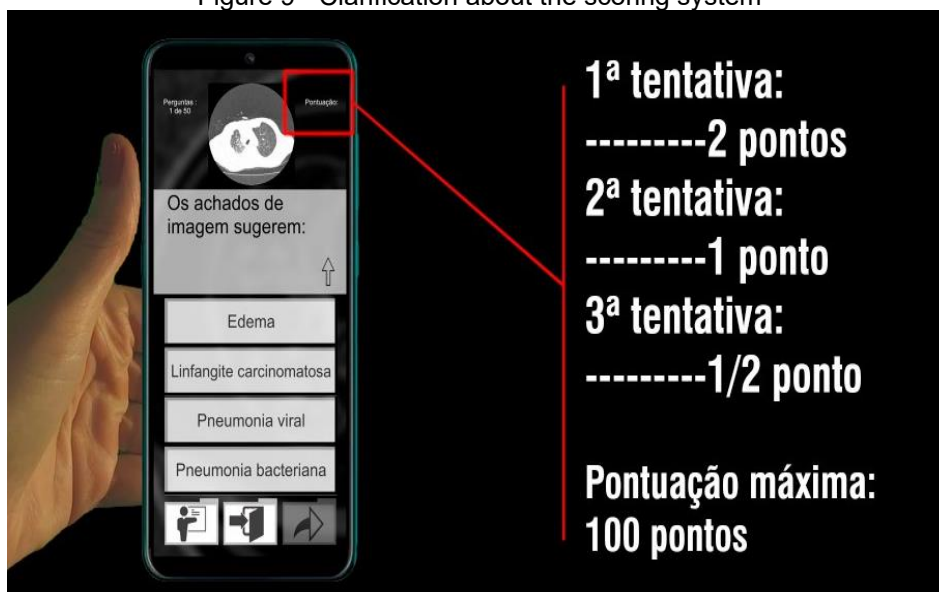 Figure 9 - Clarification about the scoring system
Perguntas :
1 de 50
Pontuação:
Os achados de
imagem sugerem:
Edema
Linfangite carcinomatosa
Pneumonia viral
Pneumonia bacteriana
1ª tentativa:
---------2 pontos
2ª tentativa:
---------1 ponto
3ª tentativa:
---------1/2 ponto
Pontuação máxima:
100 pontos